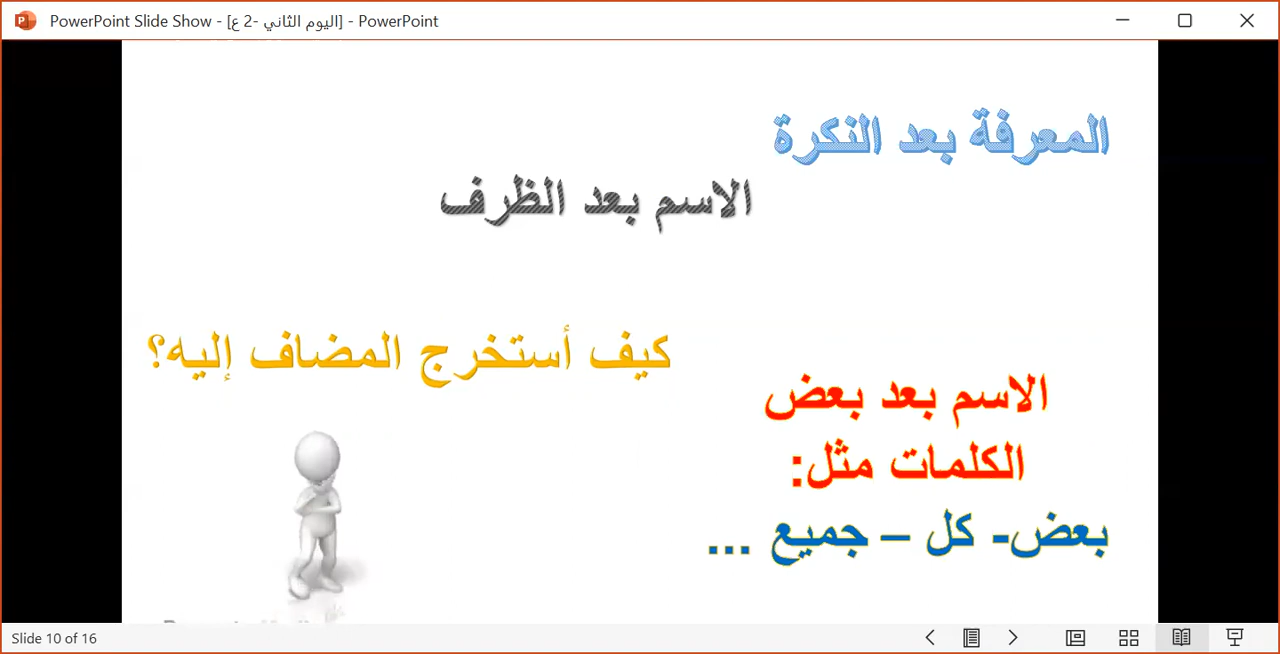 PowerPoint Slide Show - [اليوم الثاني -2 ع] - PowerPoint
المعرفة بعد النكرة
الاسم بعد الظرف
كيف أستخرج المضاف إليه؟
الاسم بعد بعض
الكلمات مثل:
بعض- كل – جميع ...
Slide 10 of 16